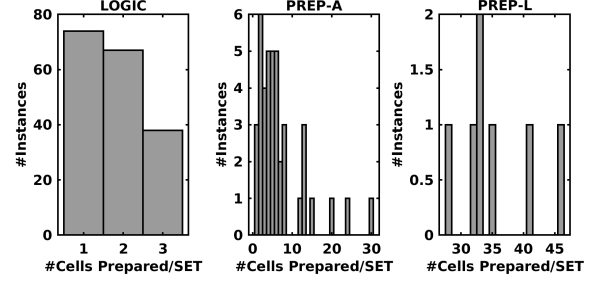 LOGIC
#Instances
80
60
40
20
0
1 2 3
#Cells Prepared/SET
PREP-A
#Instances
6
5
4
3
2
1
0
0 10 20 30
#Cells Prepared/SET
PREP-L
#Instances
2
1.5
1
0.5
0
30 35 40 45
#Cells Prepared/SET